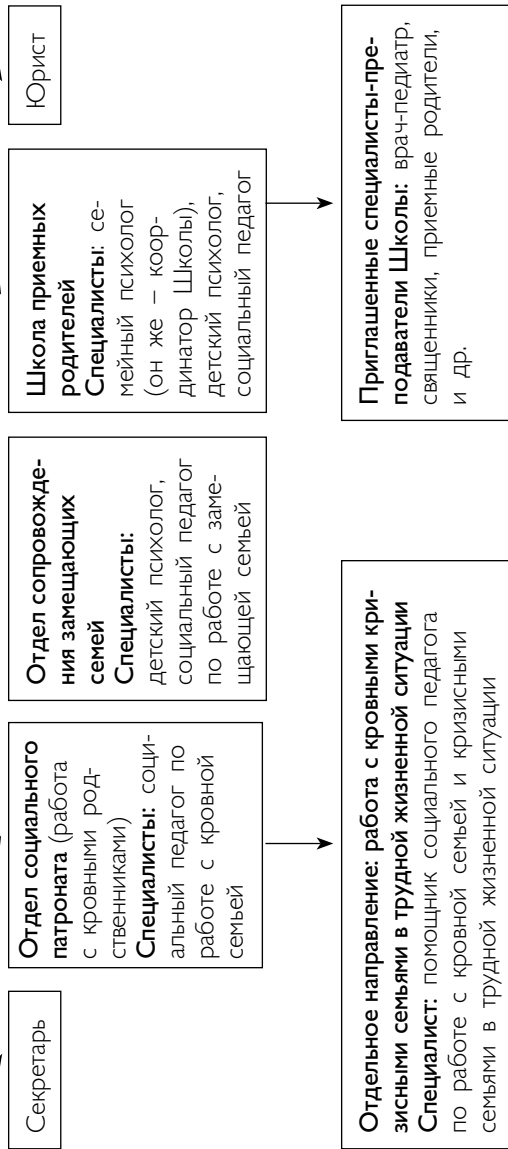 Секретарь
Отдел социального
патроната (работа
с кровными род-
ственниками)
Специалисты: соци-
альный педагог по
работе с кровной
семьей
Отдел сопровожде-
ния замещающих
семей
Специалисты:
детский психолог,
социальный педагог
по работе с заме-
щающей семьей
Школа приемных
родителей
Специалисты: се-
мейный психолог
(он же – коор-
динатор Школы),
детский психолог,
социальный педагог
Юрист
Отдельное направление: работа с кровными кри-
зисными семьями в трудной жизненной ситуации
Специалист: помощник социального педагога
по работе с кровной семьей и кризисными
семьями в трудной жизненной ситуации
Приглашенные специалисты-пре-
подаватели Школы: врач-педиатр,
священники, приемные родители,
и др.